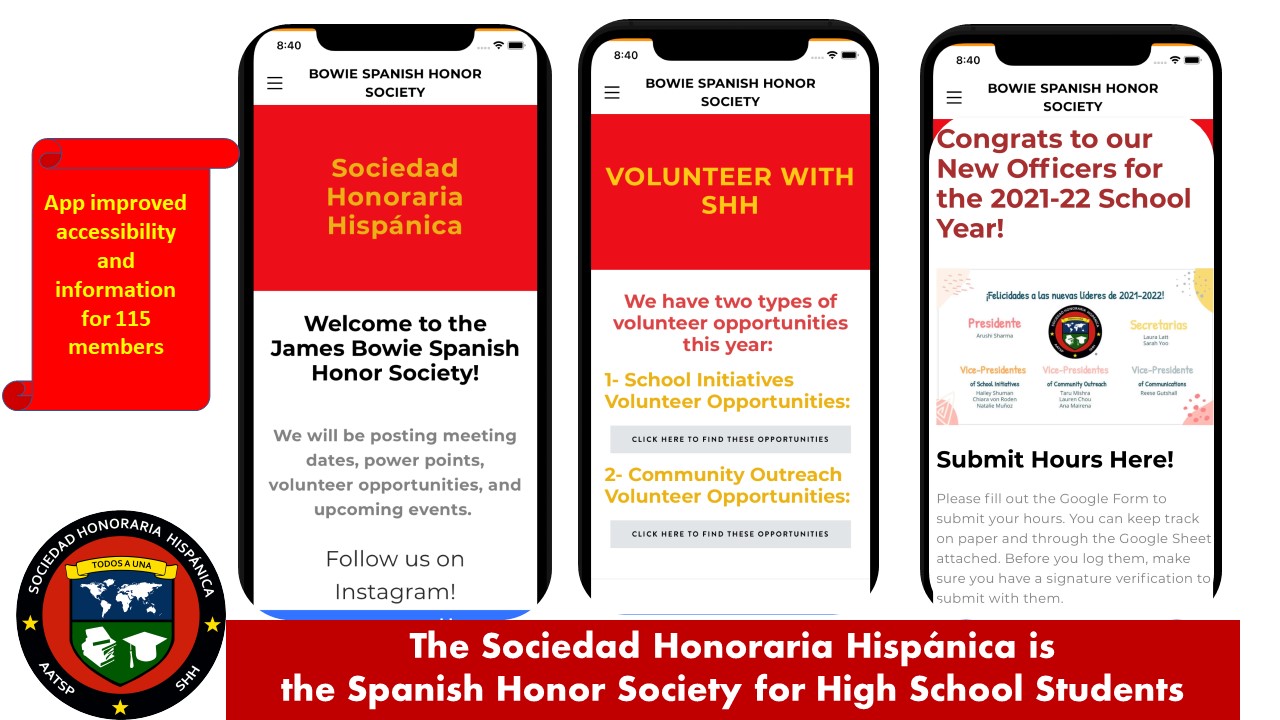 App improved
accessibility
and
information
for 115
members
8:40
BOWIE SPANISH HONOR
SOCIETY
Sociedad
Honoraria
Hispánica
Welcome to the
James Bowie Spanish
Honor Society!
We will be posting meeting
dates, power points,
volunteer opportunities, and
upcoming events.
Follow us on
Instagram!
8:40
BOWIE SPANISH HONOR
SOCIETY
VOLUNTEER WITH
SHH
We have two types of
volunteer opportunities
this year:
1- School Initiatives
Volunteer Opportunities:
CLICK HERE TO FIND THESE OPPORTUNITIES
2- Community Outreach
Volunteer Opportunities:
CLICK HERE TO FIND THESE OPPORTUNITIES
8:40
BOWIE SPANISH HONOR
SOCIETY
Congrats to our
New Officers for
the 2021-22 School
Year!
¡Felicidades a las nuevas líderes de 2021-2022!
Presidente
Arushi Sharma
Secretarias
Laura Latt
Sarah Yoo
Vice-Presidentes
of School Initiatives
Hailey Shuman
Chiara von Roden
Natalie Muñoz
Vice-Presidentes
of Community Outreach
Taru Mishra
Lauren Chou
Ana Mairena
Vice-Presidente
of Communications
Reesa Gutshall
Submit Hours Here!
Please fill out the Google Form to
submit your hours. You can keep track
on paper and through the Google Sheet
attached. Before you log them, make
sure you have a signature verification to
submit with them.
SOCIEDAD HONORARIA HISPÁNICA
TODOS A UNA
AATSP
SHH
The Sociedad Honoraria Hispánica is
the Spanish Honor Society for High School Students